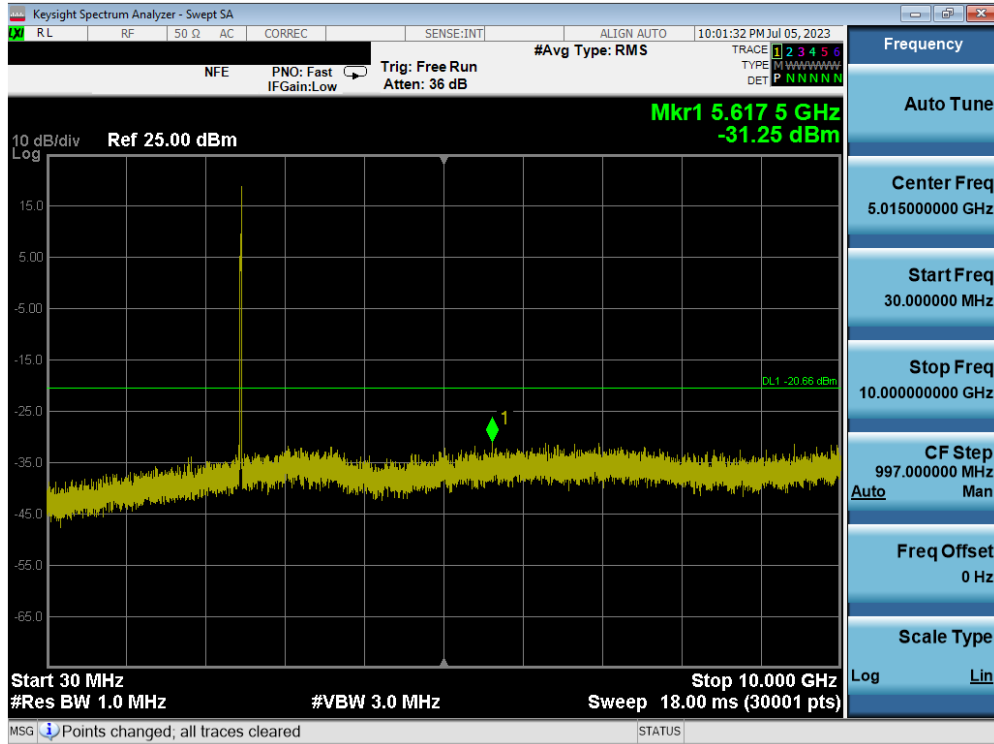 Keysight Spectrum Analyzer - Swept SA
LXI RL RF 50 Ω AC CORREC SENSE:INT ALIGN AUTO 10:01:32 PM Jul 05, 2023
NFE PNO: Fast Trig: Free Run #Avg Type: RMS TRACE 1 2 3 4 5 6
IFGain:Low Atten: 36 dB TYPE M WWWWW
DET P N N N N N
Mkr1 5.617 5 GHz
-31.25 dBm
10 dB/div Ref 25.00 dBm
Log
15.0
5.00
-5.00
-15.0
DL1 -20.66 dBm
-25.0
1
-35.0
-45.0
-55.0
-65.0
Start 30 MHz Stop 10.000 GHz
#Res BW 1.0 MHz #VBW 3.0 MHz Sweep 18.00 ms (30001 pts)
MSG Points changed; all traces cleared STATUS
Frequency
Auto Tune
Center Freq
5.015000000 GHz
Start Freq
30.000000 MHz
Stop Freq
10.000000000 GHz
CF Step
997.000000 MHz
Auto Man
Freq Offset
0 Hz
Scale Type
Log Lin